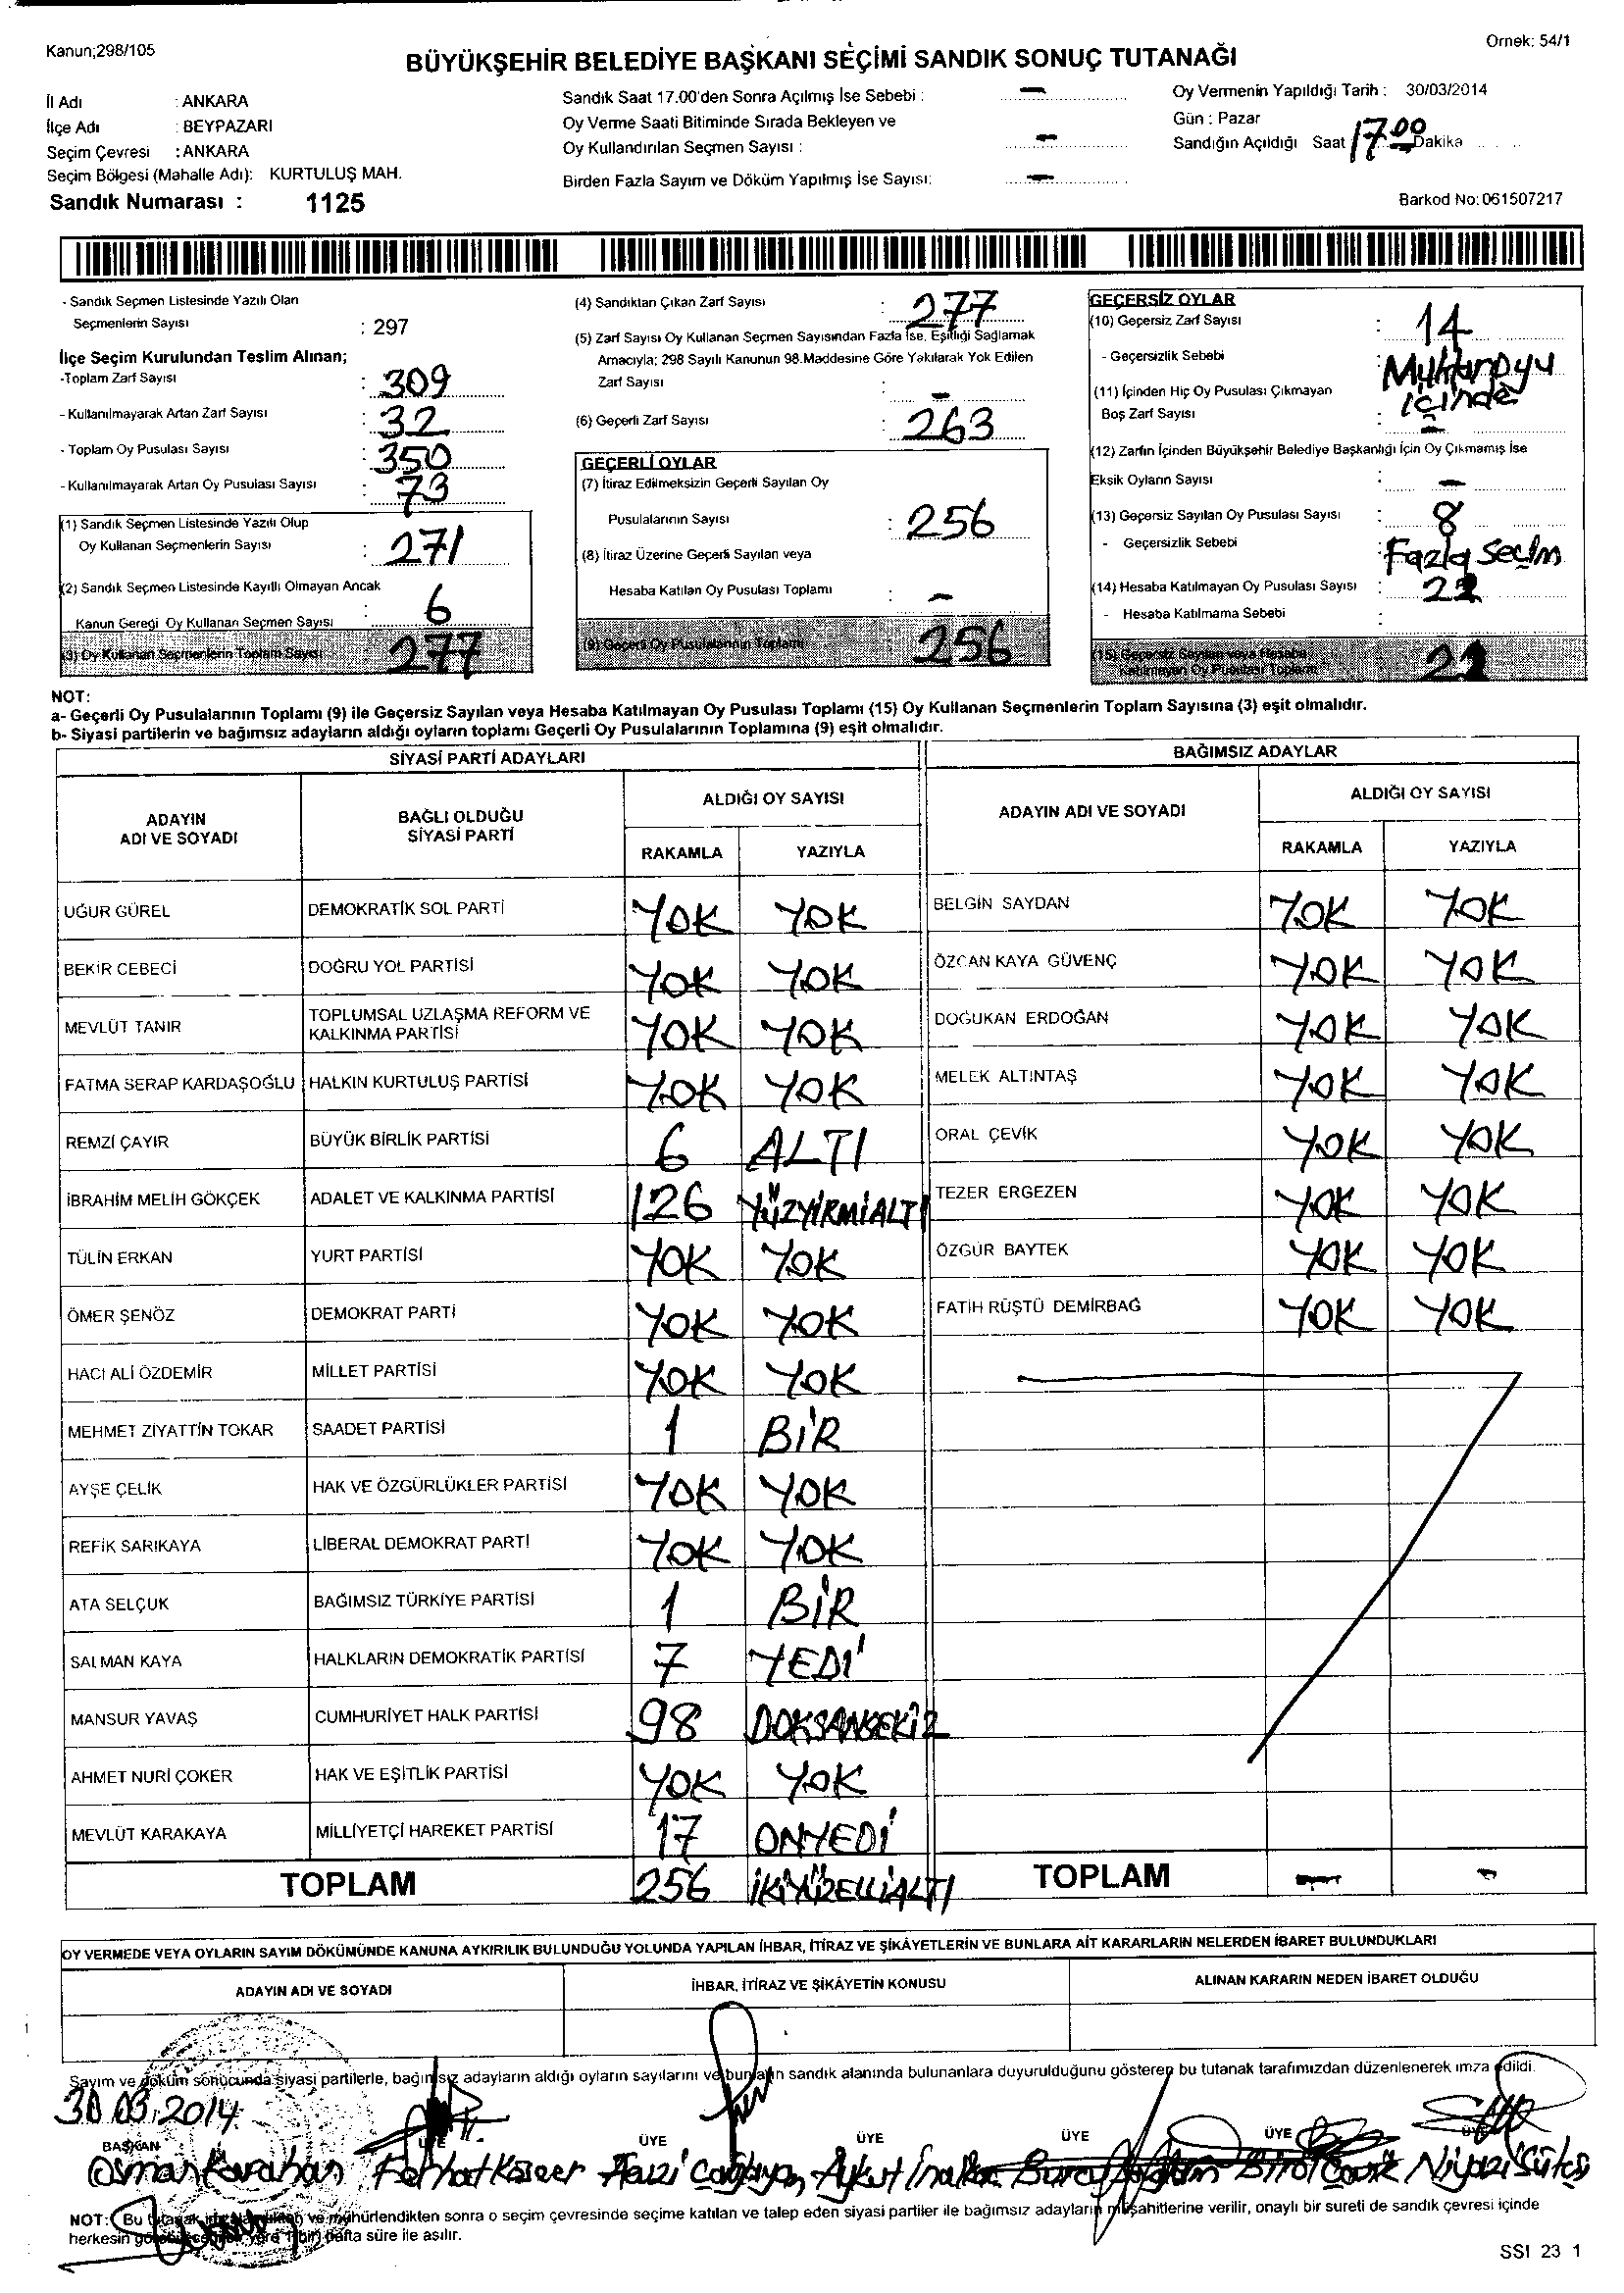 Kanun;298/105
Örnek: 54/1
BÜYÜKŞEHİR BELEDİYE BAŞKANI SEÇİMİ SANDIK SONUÇ TUTANAĞI
İl Adı : ANKARA
İlçe Adı : BEYPAZARI
Seçim Çevresi : ANKARA
Seçim Bölgesi (Mahalle Adı): KURTULUŞ MAH.
Sandık Numarası : 1125
Sandık Saat 17.00'den Sonra Açılmış İse Sebebi : -
Oy Verme Saati Bitiminde Sırada Bekleyen ve
Oy Kullandırılan Seçmen Sayısı : -
Birden Fazla Sayım ve Döküm Yapılmış İse Sayısı: -
Oy Vermenin Yapıldığı Tarih : 30/03/2014
Gün : Pazar
Sandığın Açıldığı Saat 17.00 Dakika
Barkod No: 061507217
- Sandık Seçmen Listesinde Yazılı Olan
Seçmenlerin Sayısı : 297
İlçe Seçim Kurulundan Teslim Alınan;
-Toplam Zarf Sayısı : 309
- Kullanılmayarak Artan Zarf Sayısı : 32
- Toplam Oy Pusulası Sayısı : 350
- Kullanılmayarak Artan Oy Pusulası Sayısı : 73
(1) Sandık Seçmen Listesinde Yazılı Olup
Oy Kullanan Seçmenlerin Sayısı : 271
(2) Sandık Seçmen Listesinde Kayıllı Olmayan Ancak
Kanun Geregi Oy Kullanan Seçmen Sayısı : 6
(3) Oy Kullanan Seçmenlerin Toplam Sayısı : 277
(4) Sandıktan Çıkan Zarf Sayısı : 277
(5) Zarf Sayısı Oy Kullanan Seçmen Sayısından Fazla İse, Eşitliği Sağlamak
Amacıyla; 298 Sayılı Kanunun 98.Maddesine Göre Yakılarak Yok Edilen
Zarf Sayısı : -
(6) Geçerli Zarf Sayısı : 263
GEÇERLİ OYLAR
(7) İtiraz Edilmeksizin Geçerli Sayılan Oy
Pusulalarının Sayısı : 256
(8) İtiraz Üzerine Geçerli Sayılan veya
Hesaba Katılan Oy Pusulası Toplamı : -
(9) Geçerli Oy Pusulalarının Toplamı : 256
GEÇERSİZ OYLAR
(10) Geçersiz Zarf Sayısı : 14
- Geçersizlik Sebebi : Muhtaroyu
içinde
(11) İçinden Hiç Oy Pusulası Çıkmayan
Boş Zarf Sayısı : -
(12) Zarfın İçinden Büyükşehir Belediye Başkanlığı İçin Oy Çıkmamış İse
Eksik Oyların Sayısı : -
(13) Geçersiz Sayılan Oy Pusulası Sayısı : 8
- Geçersizlik Sebebi : Fazla Seçim
(14) Hesaba Katılmayan Oy Pusulası Sayısı :
- Hesaba Katılmama Sebebi :
(15) Geçersiz Sayılan veya Hesaba
Katılmayan Oy Pusulası Toplamı
NOT:
a- Geçerli Oy Pusulalarının Toplamı (9) ile Geçersiz Sayılan veya Hesaba Katılmayan Oy Pusulası Toplamı (15) Oy Kullanan Seçmenlerin Toplam Sayısına (3) eşit olmalıdır.
b- Siyasi partilerin ve bağımsız adayların aldığı oyların toplamı Geçerli Oy Pusulalarının Toplamına (9) eşit olmalıdır.
SİYASİ PARTİ ADAYLARI BAĞIMSIZ ADAYLAR
ADAYIN ADI VE SOYADI BAĞLI OLDUĞU SİYASİ PARTİ ALDIĞI OY SAYISI RAKAMLA YAZIYLA
ADAYIN ADI VE SOYADI ALDIĞI OY SAYISI RAKAMLA YAZIYLA
UĞUR GÜREL DEMOKRATİK SOL PARTİ YOK YOK BELGİN SAYDAN YOK YOK
BEKİR CEBECİ DOĞRU YOL PARTİSİ YOK YOK ÖZCAN KAYA GÜVENÇ YOK YOK
MEVLÜT TANIR TOPLUMSAL UZLAŞMA REFORM VE KALKINMA PARTİSİ YOK YOK DOĞUKAN ERDOĞAN YOK YOK
FATMA SERAP KARDAŞOĞLU HALKIN KURTULUŞ PARTİSİ YOK YOK MELEK ALTINTAŞ YOK YOK
REMZİ ÇAYIR BÜYÜK BİRLİK PARTİSİ 6 ALTI ORAL ÇEVİK YOK YOK
İBRAHİM MELİH GÖKÇEK ADALET VE KALKINMA PARTİSİ 126 YÜZYİRMİALTI TEZER ERGEZEN YOK YOK
TÜLİN ERKAN YURT PARTİSİ YOK YOK ÖZGÜR BAYTEK YOK YOK
ÖMER ŞENÖZ DEMOKRAT PARTİ YOK YOK FATİH RÜŞTÜ DEMİRBAĞ YOK YOK
HACI ALİ ÖZDEMİR MİLLET PARTİSİ YOK YOK
MEHMET ZİYATTİN TOKAR SAADET PARTİSİ 1 BİR
AYŞE ÇELİK HAK VE ÖZGÜRLÜKLER PARTİSİ YOK YOK
REFİK SARIKAYA LİBERAL DEMOKRAT PARTİ YOK YOK
ATA SELÇUK BAĞIMSIZ TÜRKİYE PARTİSİ 1 BİR
SALMAN KAYA HALKLARIN DEMOKRATİK PARTİSİ 7 YEDİ
MANSUR YAVAŞ CUMHURİYET HALK PARTİSİ 98 DOKSANSEKİZ
AHMET NURİ ÇOKER HAK VE EŞİTLİK PARTİSİ YOK YOK
MEVLÜT KARAKAYA MİLLİYETÇİ HAREKET PARTİSİ 17 ONYEDİ
TOPLAM 256 İKİYÜZELLİALTI TOPLAM - -
OY VERMEDE VEYA OYLARIN SAYIM DÖKÜMÜNDE KANUNA AYKIRILIK BULUNDUĞU YOLUNDA YAPILAN İHBAR, İTİRAZ VE ŞİKÂYETLERİN VE BUNLARA AİT KARARLARIN NELERDEN İBARET BULUNDUKLARI
ADAYIN ADI VE SOYADI İHBAR, İTİRAZ VE ŞİKÂYETİN KONUSU ALINAN KARARIN NEDEN İBARET OLDUĞU
Sayım ve döküm sonucunda siyasi partilerle, bağımsız adayların aldığı oyların sayılarını ve bunların sandık alanında bulunanlara duyurulduğunu gösteren bu tutanak tarafımızdan düzenlenerek imza edildi.
30.03.2014
BAŞKAN ÜYE ÜYE ÜYE ÜYE ÜYE ÜYE
Osman Karahan Ferhat Aykut Birol Niyazi
NOT: Bu tutanak ve mühürlendikten sonra o seçim çevresinde seçime katılan ve talep eden siyasi partiler ile bağımsız adayların müşahitlerine verilir, onaylı bir sureti de sandık çevresi içinde
herkesin yere 1 (bir) hafta süre ile asılır.
SSI 23 1